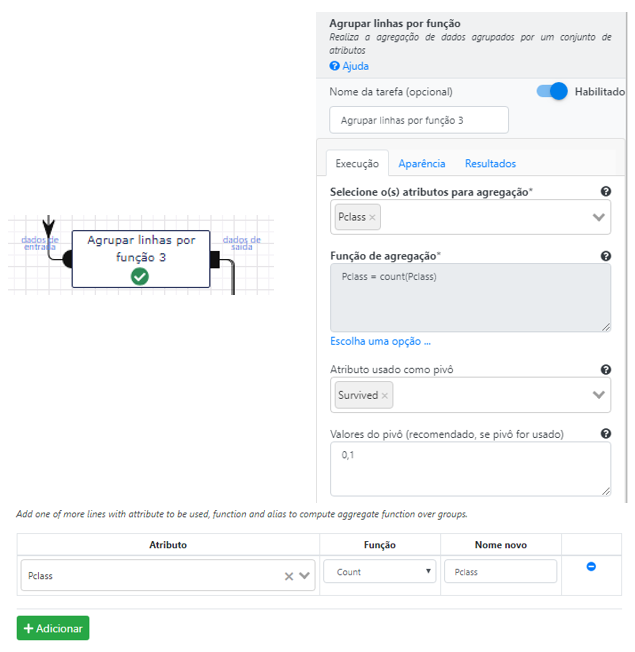 Agrupar linhas por função
Realiza a agregação de dados agrupados por um conjunto de
atributos
Ajuda
Nome da tarefa (opcional)
Habilitado
Agrupar linhas por função 3
Execução
Aparência
Resultados
Selecione o(s) atributos para agregação*
Pclass ×
Função de agregação*
Pclass = count(Pclass)
Escolha uma opção ...
Atributo usado como pivô
Survived ×
Valores do pivô (recomendado, se pivô for usado)
0,1
dados de
entrada
Agrupar linhas por
função 3
dados de
saída
Add one of more lines with attribute to be used, function and alias to compute aggregate function over groups.
Atributo
Função
Nome novo
Pclass
Count
Pclass
+ Adicionar